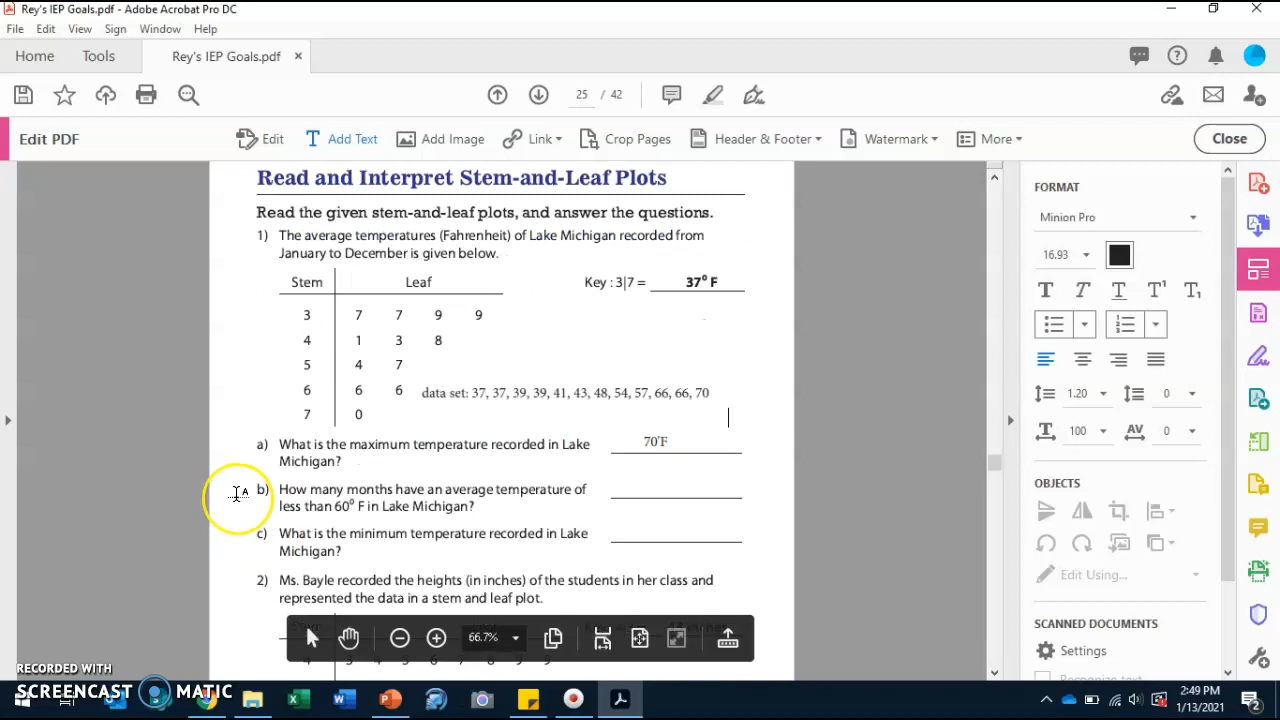 Rey's IEP Goals.pdf - Adobe Acrobat Pro DC
File Edit View Sign Window Help
Home Tools Rey's IEP Goals.pdf ×
25 / 42
Edit PDF Edit Add Text Add Image Link Crop Pages Header & Footer Watermark More Close
Read and Interpret Stem-and-Leaf Plots
Read the given stem-and-leaf plots, and answer the questions.
1) The average temperatures (Fahrenheit) of Lake Michigan recorded from
January to December is given below.
Stem Leaf Key : 3|7 = 37⁰ F
3 7 7 9 9
4 1 3 8
5 4 7
6 6 6 data set: 37, 37, 39, 39, 41, 43, 48, 54, 57, 66, 66, 70
7 0
a) What is the maximum temperature recorded in Lake 70°F
Michigan?
b) How many months have an average temperature of
less than 60⁰ F in Lake Michigan?
c) What is the minimum temperature recorded in Lake
Michigan?
2) Ms. Bayle recorded the heights (in inches) of the students in her class and
represented the data in a stem and leaf plot.
66.7%
FORMAT
Minion Pro
16.93
1.20 0
100 AV 0
OBJECTS
Edit Using...
SCANNED DOCUMENTS
Settings
Recognize text
RECORDED WITH
SCREENCAST MATIC
2:49 PM
1/13/2021
2